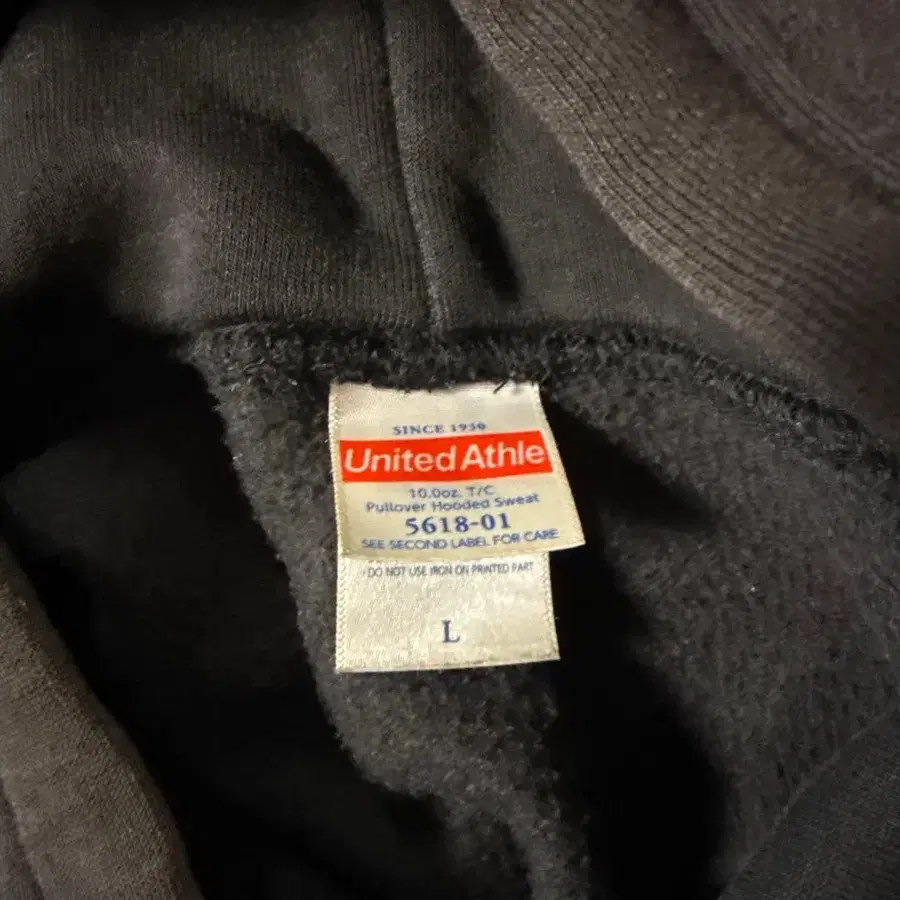 SINCE 1950
United Athle
10.0oz. T/C
Pullover Hooded Sweat
5618-01
SEE SECOND LABEL FOR CARE
· DO NOT USE IRON ON PRINTED PART
L